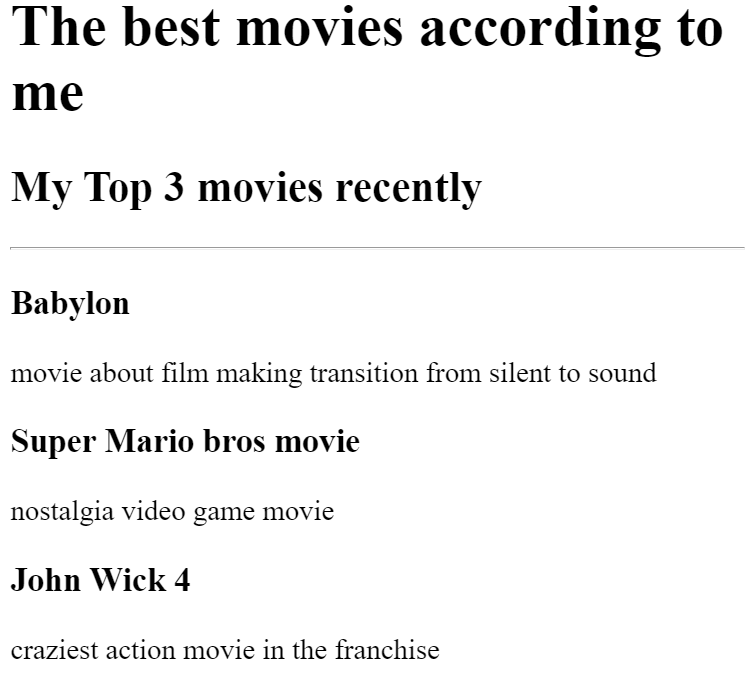 The best movies according to
me
My Top 3 movies recently
Babylon
movie about film making transition from silent to sound
Super Mario bros movie
nostalgia video game movie
John Wick 4
craziest action movie in the franchise